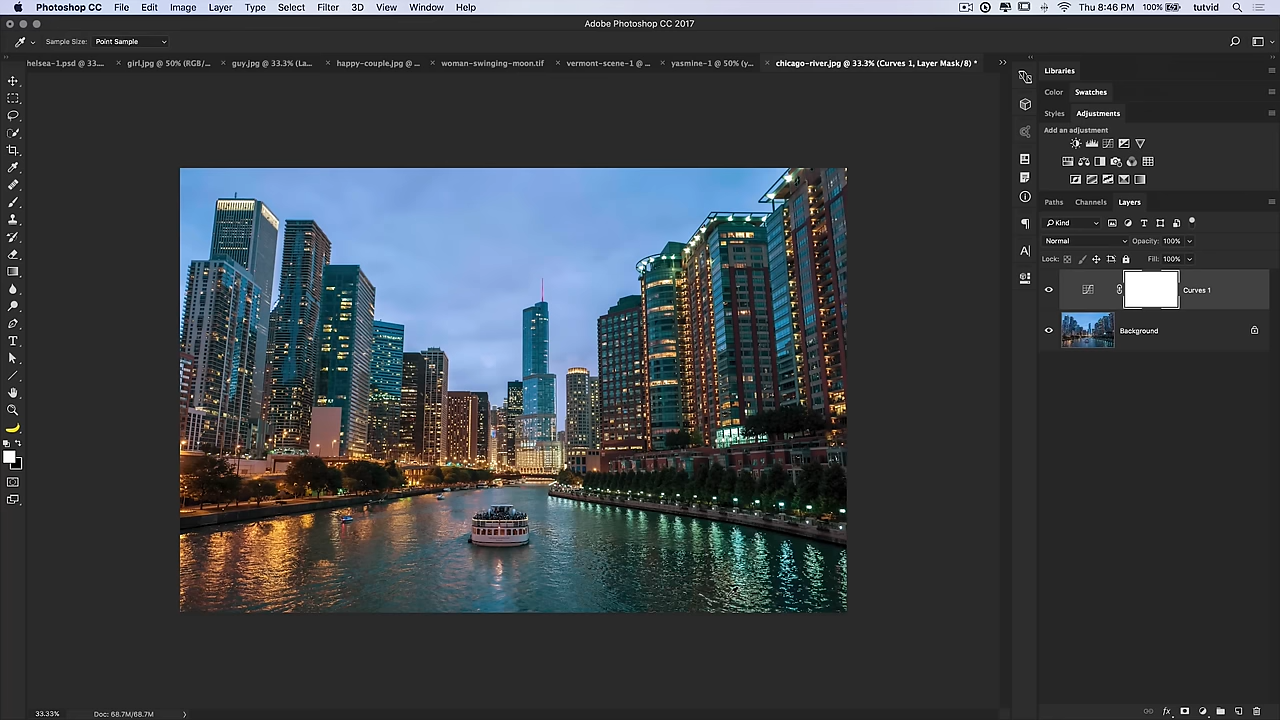 Photoshop CC File Edit Image Layer Type Select Filter 3D View Window Help Thu 8:46 PM 100% tutvid
Adobe Photoshop CC 2017
Sample Size: Point Sample
helsea-1.psd @ 33.... × girl.jpg @ 50% (RGB/... × guy.jpg @ 33.3% (La... × happy-couple.jpg @ ... × woman-swinging-moon.tif × vermont-scene-1 @ ... × yasmine-1 @ 50% (y... × chicago-river.jpg @ 33.3% (Curves 1, Layer Mask/8) *
Libraries
Color Swatches
Styles Adjustments
Add an adjustment
Paths Channels Layers
Kind
Normal Opacity: 100%
Lock: Fill: 100%
Curves 1
Background
33.33% Doc: 68.7M/68.7M